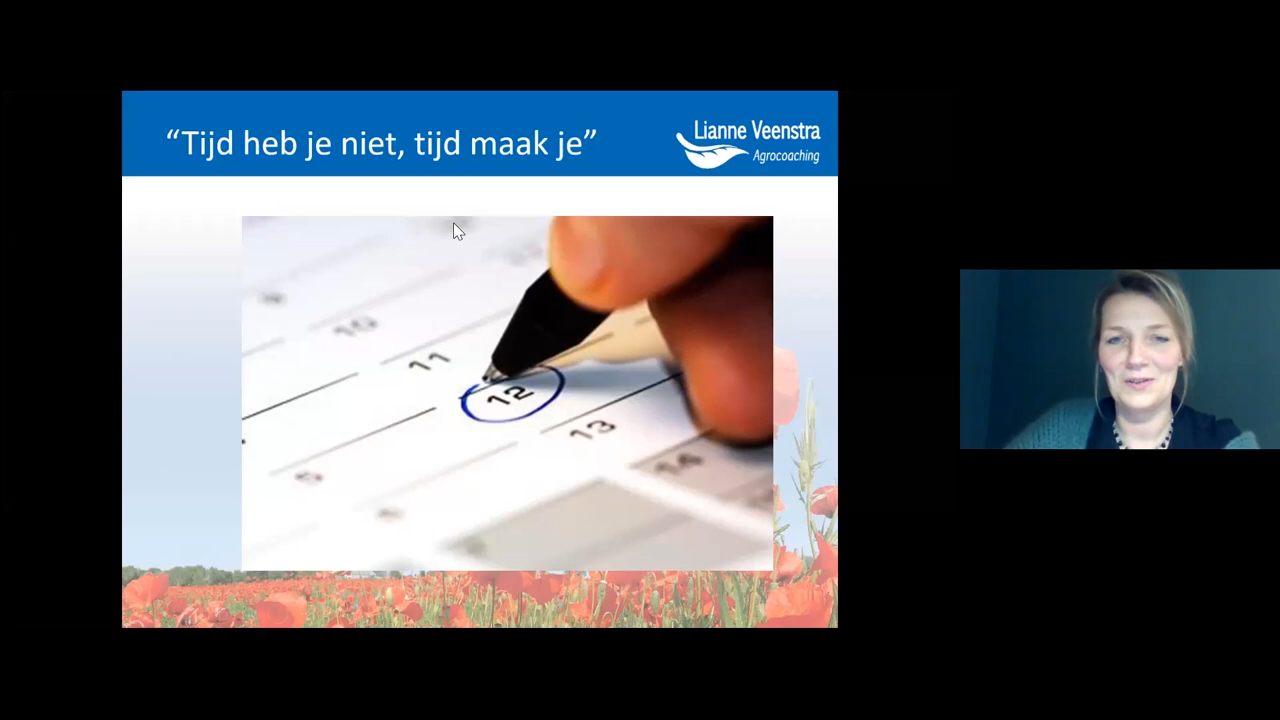 “Tijd heb je niet, tijd maak je”
Lianne Veenstra
Agrocoaching
10
11
12
13
14